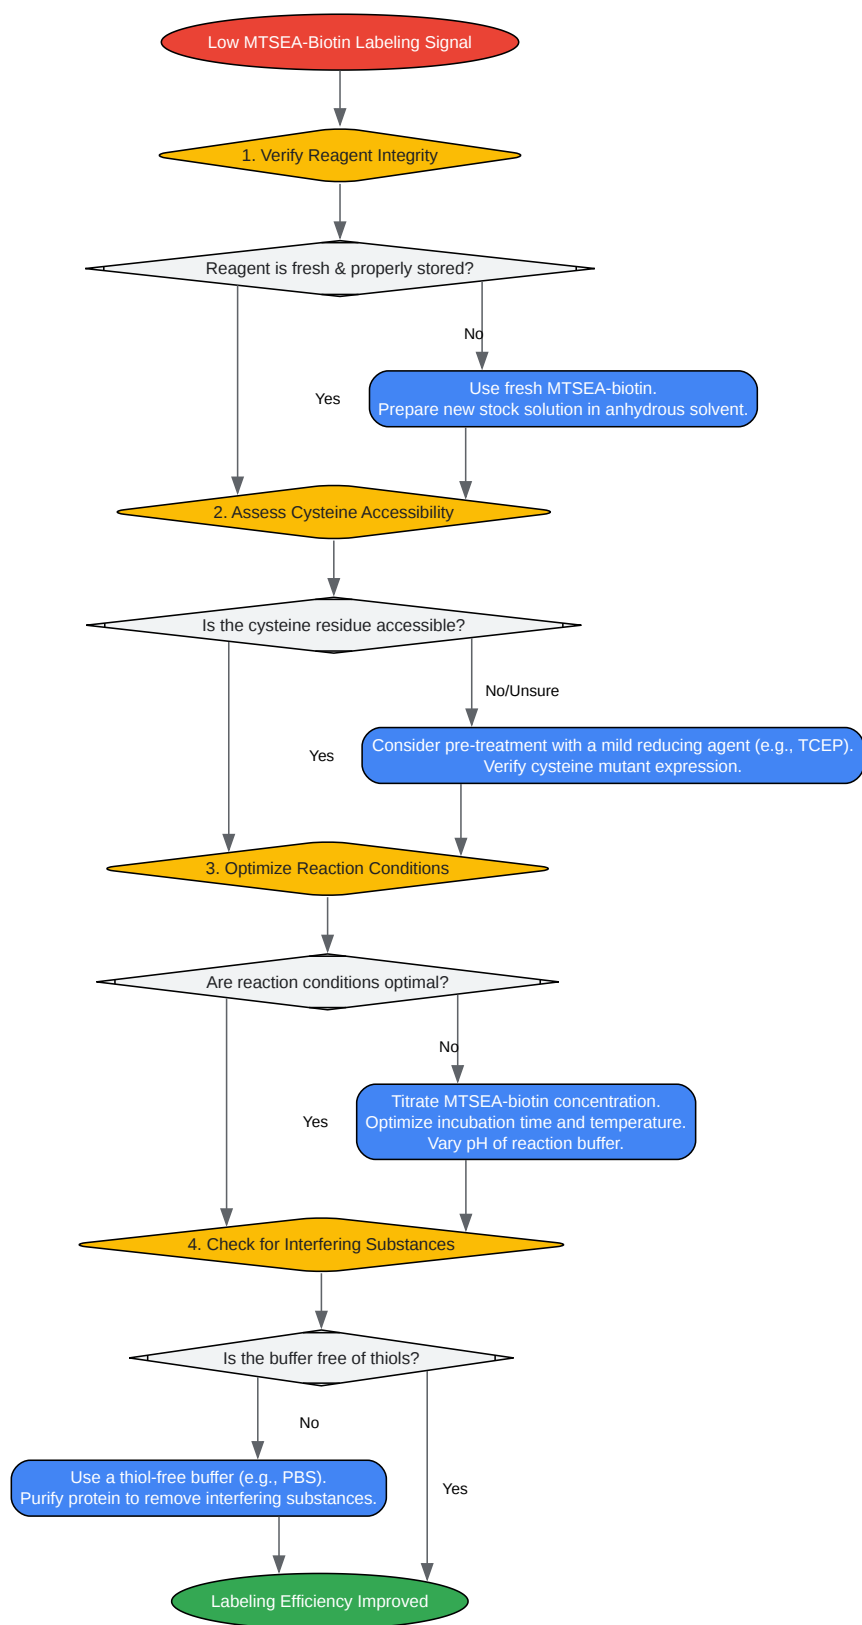 Low MTSEA-Biotin Labeling Signal
1. Verify Reagent Integrity
Reagent is fresh & properly stored?
No
Yes
Use fresh MTSEA-biotin.
Prepare new stock solution in anhydrous solvent.
2. Assess Cysteine Accessibility
Is the cysteine residue accessible?
No/Unsure
Yes
Consider pre-treatment with a mild reducing agent (e.g., TCEP).
Verify cysteine mutant expression.
3. Optimize Reaction Conditions
Are reaction conditions optimal?
No
Yes
Titrate MTSEA-biotin concentration.
Optimize incubation time and temperature.
Vary pH of reaction buffer.
4. Check for Interfering Substances
Is the buffer free of thiols?
No
Use a thiol-free buffer (e.g., PBS).
Purify protein to remove interfering substances.
Yes
Labeling Efficiency Improved